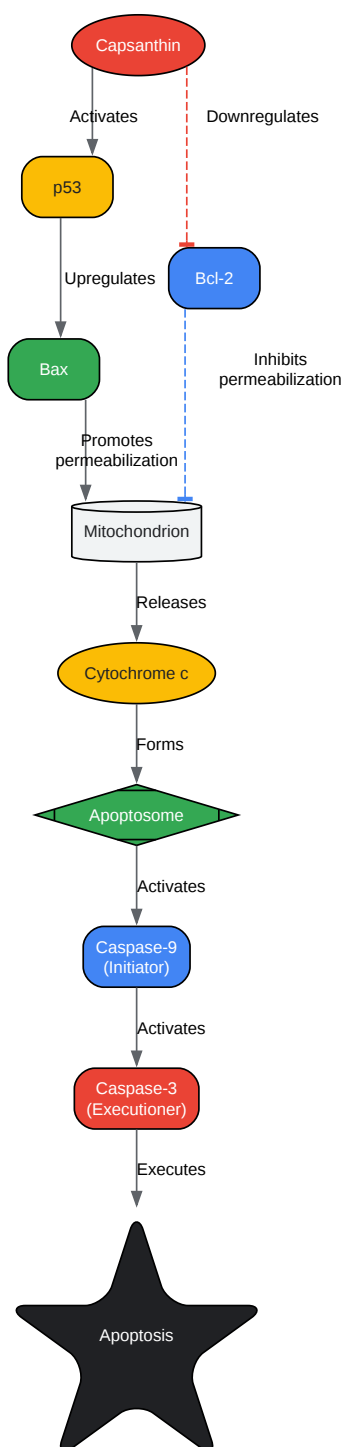 Capsanthin
Activates
Downregulates
p53
Upregulates
Bcl-2
Bax
Inhibits
permeabilization
Promotes
permeabilization
Mitochondrion
Releases
Cytochrome c
Forms
Apoptosome
Activates
Caspase-9
(Initiator)
Activates
Caspase-3
(Executioner)
Executes
Apoptosis